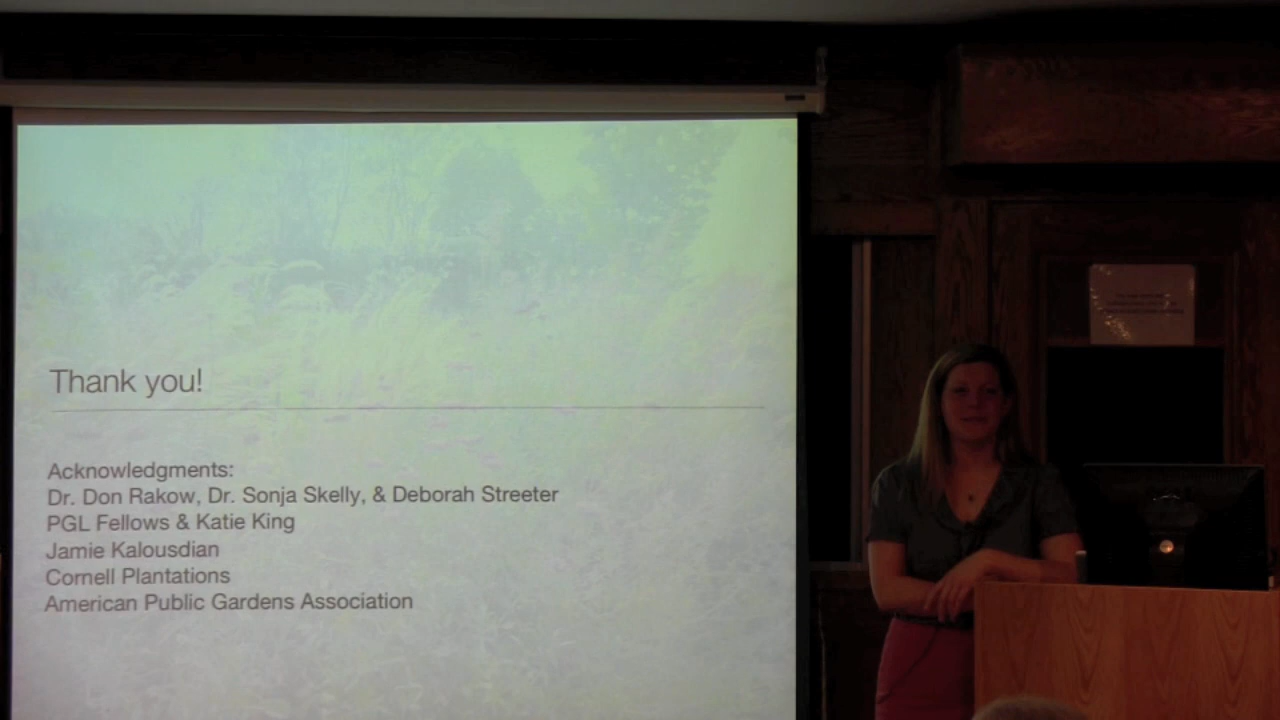 Thank you!
Acknowledgments:
Dr. Don Rakow, Dr. Sonja Skelly, & Deborah Streeter
PGL Fellows & Katie King
Jamie Kalousdian
Cornell Plantations
American Public Gardens Association